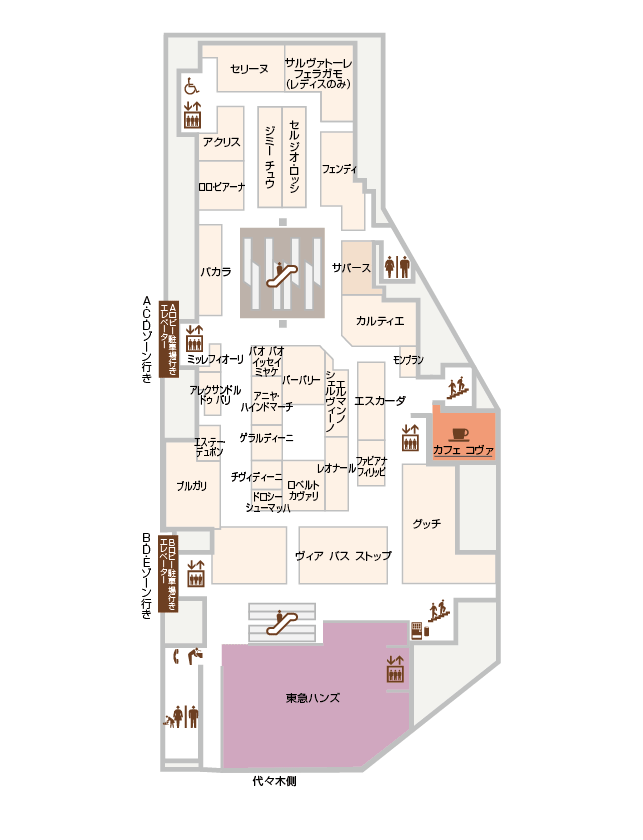 セリーヌ
サルヴァトーレ
フェラガモ
(レディスのみ)
アクリス
ジミー チュウ
セルジオ・ロッシ
フェンディ
ロロ・ピアーナ
バカラ
サバース
カルティエ
A・C・Dゾーン行き
Aロビー駐車場行き
エレベーター
ミッレフィオーリ
バオ バオ
イッセイ
ミヤケ
バーバリー
エルマンノ
シェルヴィーノ
モンブラン
アレクサンドル
ドゥ パリ
アニヤ・
ハインドマーチ
エスカーダ
エス・テー・
デュポン
ゲラルディーニ
カフェ コヴァ
ブルガリ
チヴィディーニ
ロベルト
カヴァリ
レオナール
ファビアナ
フィリッピ
ドロシー
シューマッハ
グッチ
B・D・Eゾーン行き
Bロビー駐車場行き
エレベーター
ヴィア バス ストップ
東急ハンズ
代々木側